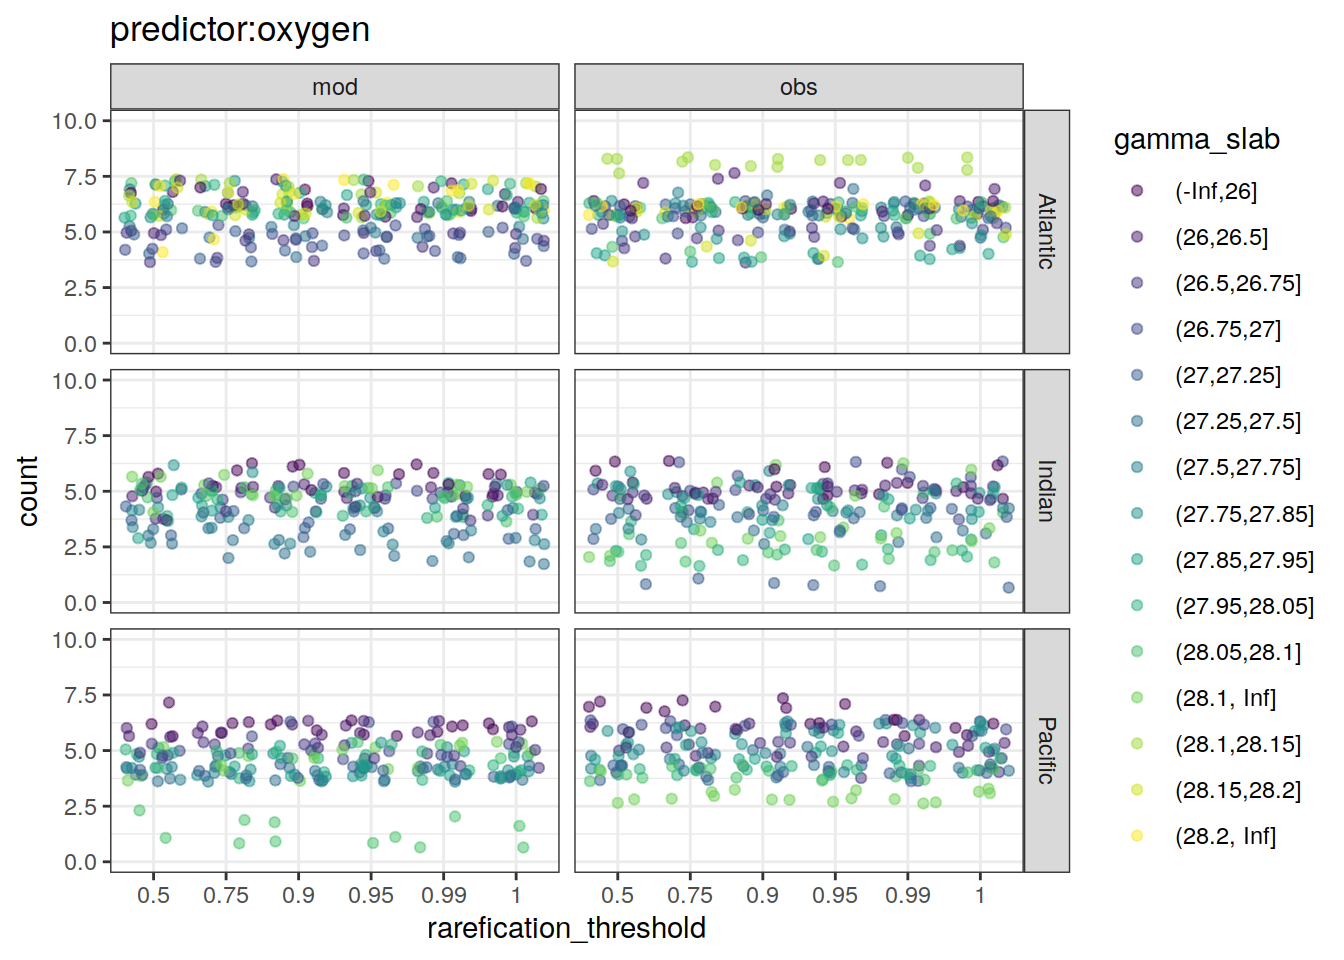 predictor:oxygen
mod
obs
10.0
7.5
5.0
2.5
0.0
Atlantic
10.0
7.5
5.0
2.5
0.0
Indian
10.0
7.5
5.0
2.5
0.0
Pacific
count
0.5 0.75 0.9 0.95 0.99 1
0.5 0.75 0.9 0.95 0.99 1
rarefication_threshold
gamma_slab
(-Inf,26]
(26,26.5]
(26.5,26.75]
(26.75,27]
(27,27.25]
(27.25,27.5]
(27.5,27.75]
(27.75,27.85]
(27.85,27.95]
(27.95,28.05]
(28.05,28.1]
(28.1, Inf]
(28.1,28.15]
(28.15,28.2]
(28.2, Inf]